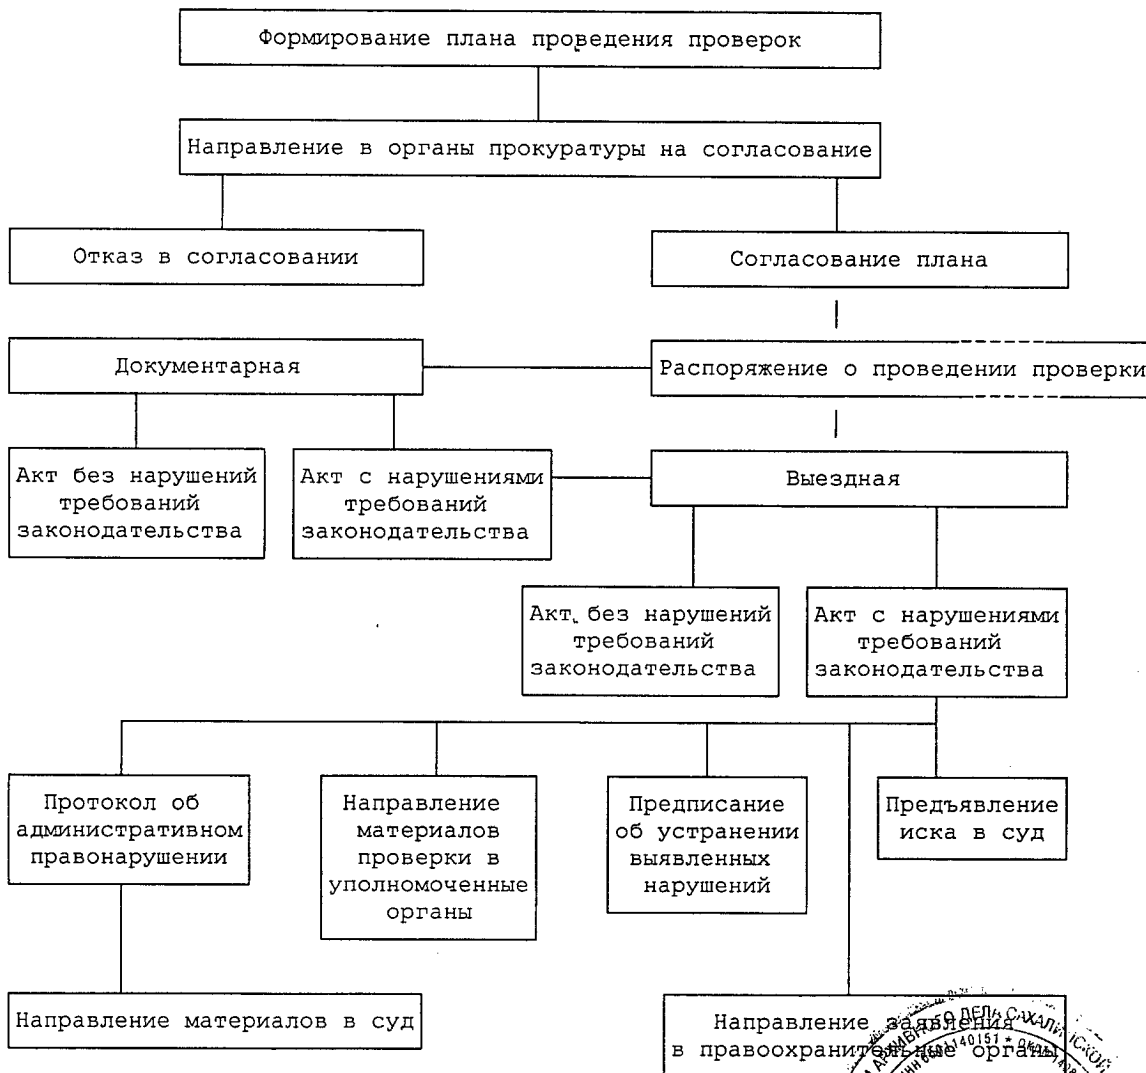 Формирование плана проведения проверок
Направление в органы прокуратуры на согласование
Отказ в согласовании
Согласование плана
Документарная
Распоряжение о проведении проверки
Акт без нарушений
требований
законодательства
Акт с нарушениями
требований
законодательства
Выездная
Акт без нарушений
требований
законодательства
Акт с нарушениями
требований
законодательства
Протокол об
административном
правонарушении
Направление
материалов
проверки в
уполномоченные
органы
Предписание
об устранении
выявленных
нарушений
Предъявление
иска в суд
Направление материалов в суд
Направление заявления
в правоохранительные органы
АРХИВНОГО ДЕЛА САХАЛИНСКОЙ